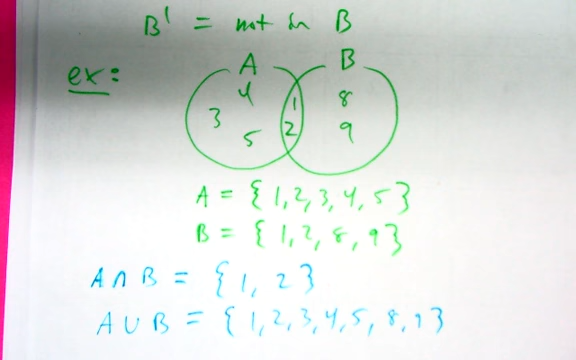 B' = not in B
ex:
A B
4 1 8
3 2 9
5
A = {1,2,3,4,5}
B = {1,2,8,9}
A ∩ B = {1, 2}
A ∪ B = {1,2,3,4,5,8,9}